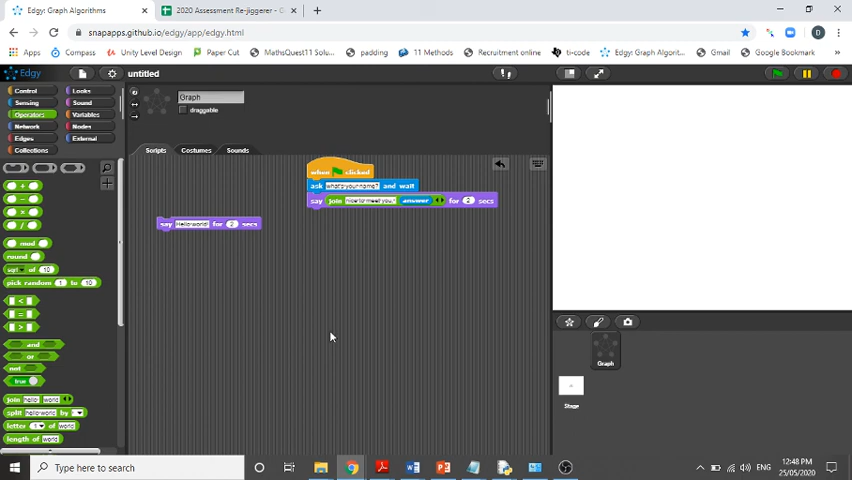 Edgy: Graph Algorithms
2020 Assessment Re-jiggerer - G
snapapps.github.io/edgy/app/edgy.html
Apps
Compass
Unity Level Design
Paper Cut
MathsQuest11 Solu...
padding
11 Methods
Recruitment online
ti-code
Edgy: Graph Algorit...
Gmail
Google Bookmark
Edgy
untitled
Control
Looks
Sensing
Sound
Operators
Variables
Network
Nodes
Edges
External
Collections
Graph
draggable
Scripts
Costumes
Sounds
+
−
×
/
mod
round
sqrt of 10
pick random 1 to 10
<
=
>
and
or
not
true
join hello world
split hello world by
letter 1 of world
length of world
when clicked
ask what's your name? and wait
say join nice to meet you, answer for 2 secs
say Hello world! for 2 secs
Graph
Stage
Type here to search
ENG
12:48 PM
25/05/2020